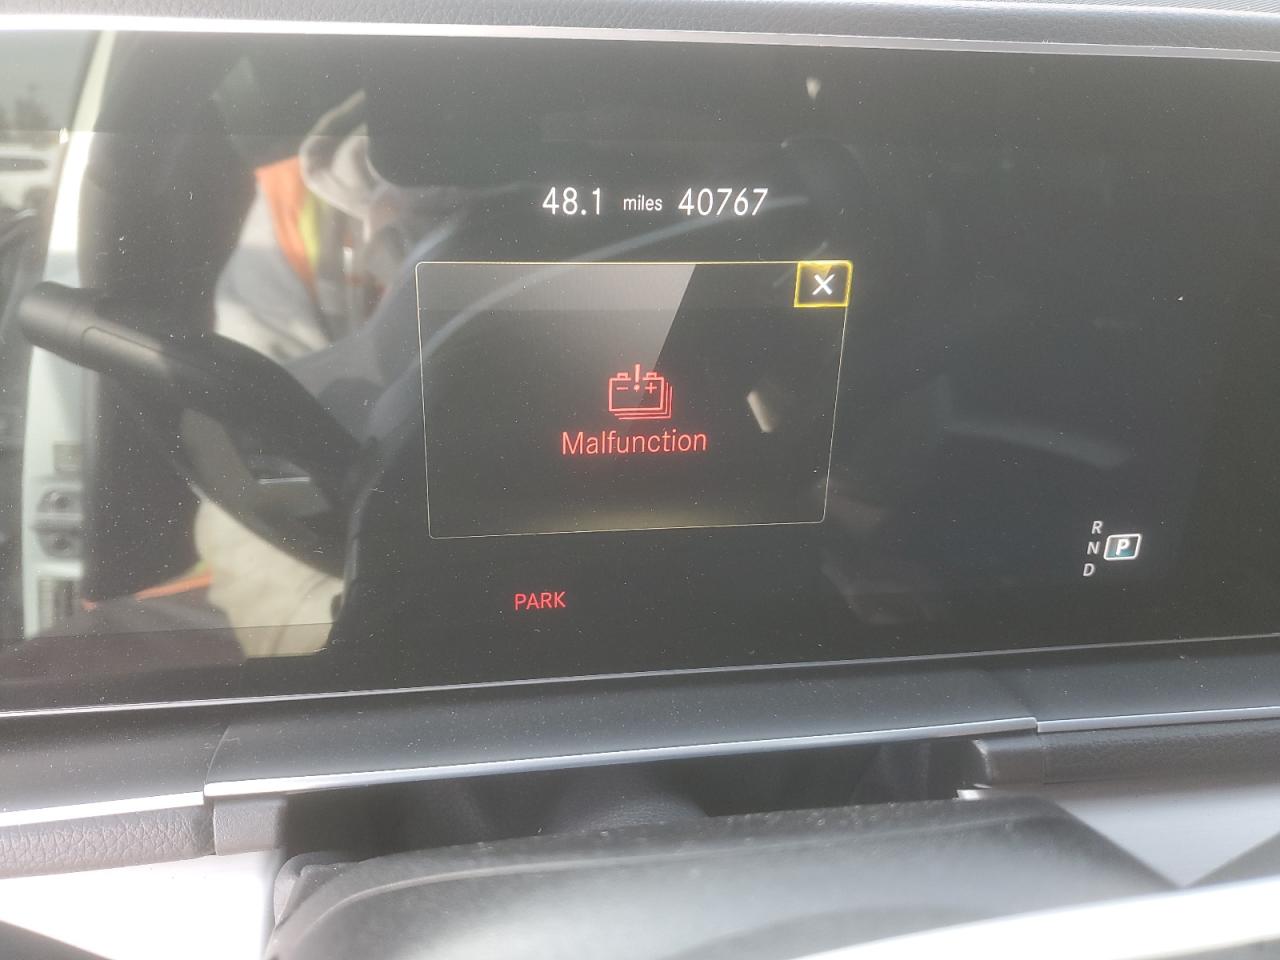 48.1 miles 40767
X
- ! +
Malfunction
R
N P
D
PARK